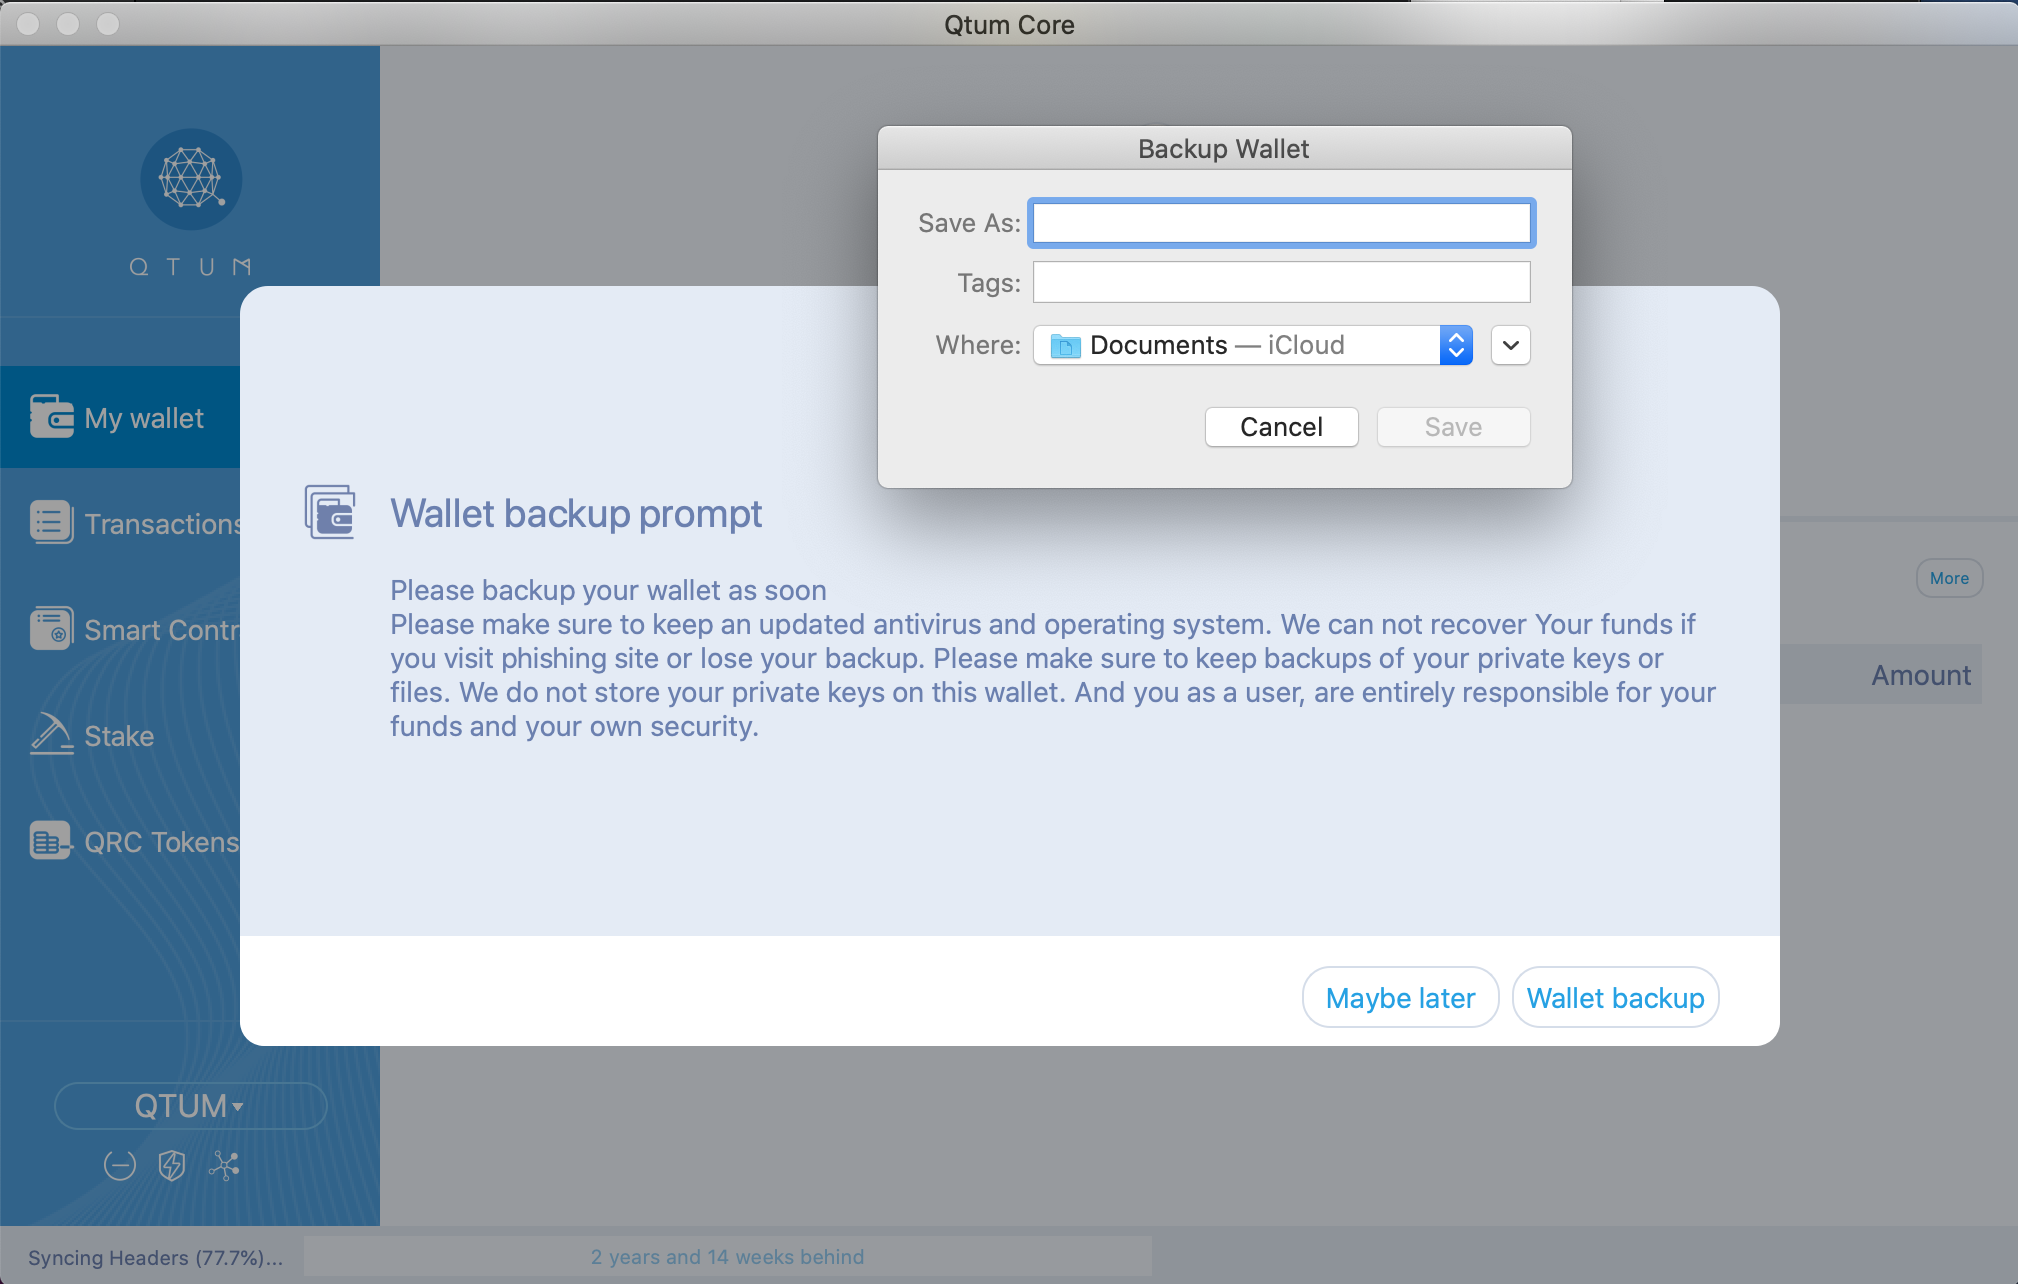 Qtum Core
QTUM
Backup Wallet
Save As:
Tags:
Where: Documents — iCloud
Cancel Save
My wallet
Transactions
Smart Contr
Stake
QRC Tokens
Wallet backup prompt
Please backup your wallet as soon
Please make sure to keep an updated antivirus and operating system. We can not recover Your funds if
you visit phishing site or lose your backup. Please make sure to keep backups of your private keys or
files. We do not store your private keys on this wallet. And you as a user, are entirely responsible for your
funds and your own security.
More
Amount
Maybe later Wallet backup
QTUM
Syncing Headers (77.7%)...
2 years and 14 weeks behind